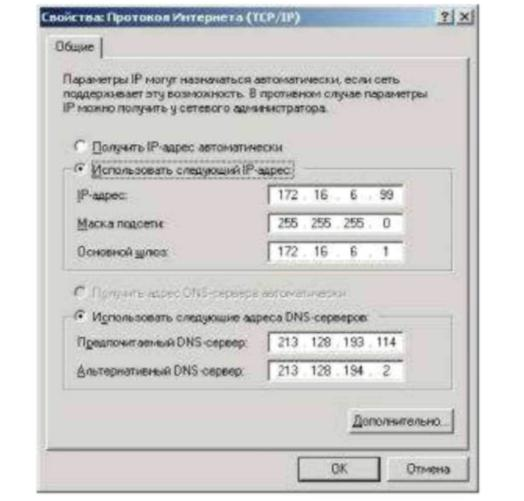 Свойства: Протокол Интернета (TCP/IP)
Общие
Параметры IP могут назначаться автоматически, если сеть
поддерживает эту возможность. В противном случае параметры
IP можно получить у сетевого администратора.
Получить IP-адрес автоматически
Использовать следующий IP-адрес:
IP-адрес: 172 . 16 . 6 . 99
Маска подсети: 255 . 255 . 255 . 0
Основной шлюз: 172 . 16 . 6 . 1
Получить адрес DNS-сервера автоматически
Использовать следующие адреса DNS-серверов:
Предпочитаемый DNS-сервер: 213 . 128 . 193 . 114
Альтернативный DNS-сервер: 213 . 128 . 194 . 2
Дополнительно...
OK Отмена